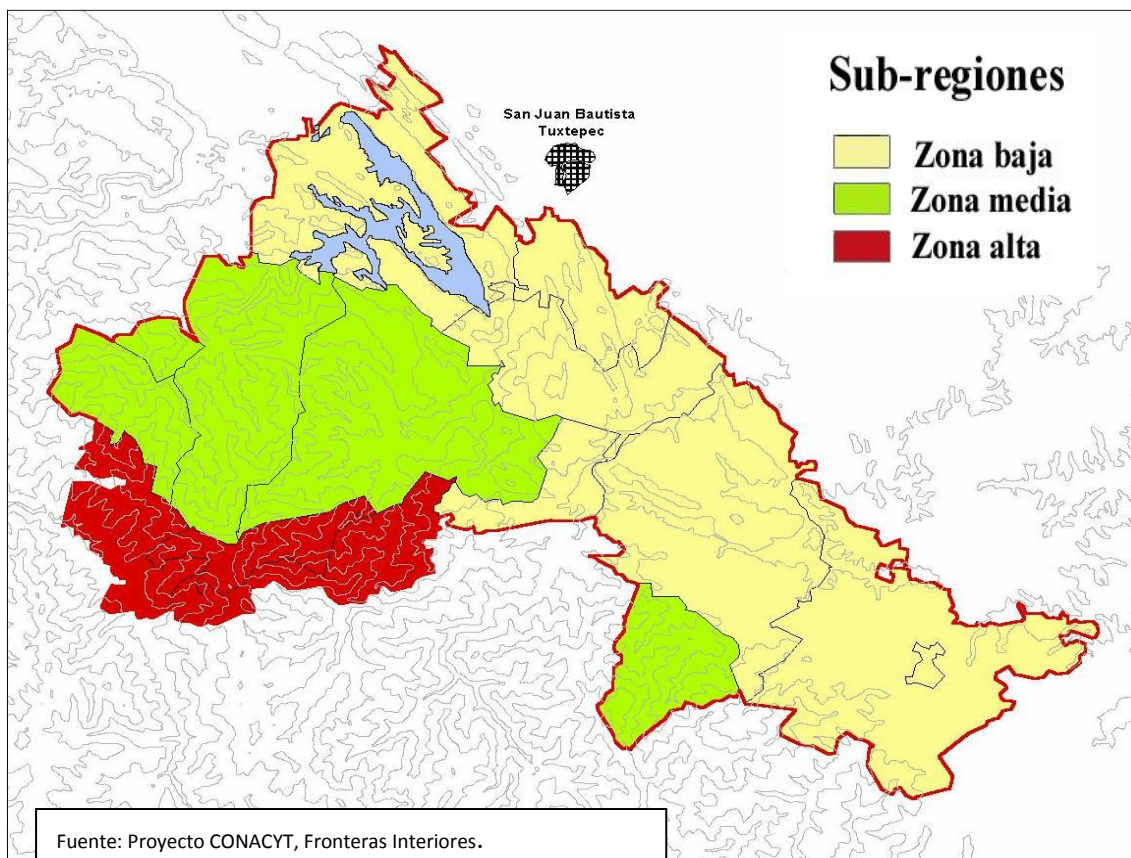 Sub-regiones
San Juan Bautista
Tuxtepec
Zona baja
Zona media
Zona alta
Fuente: Proyecto CONACYT, Fronteras Interiores.